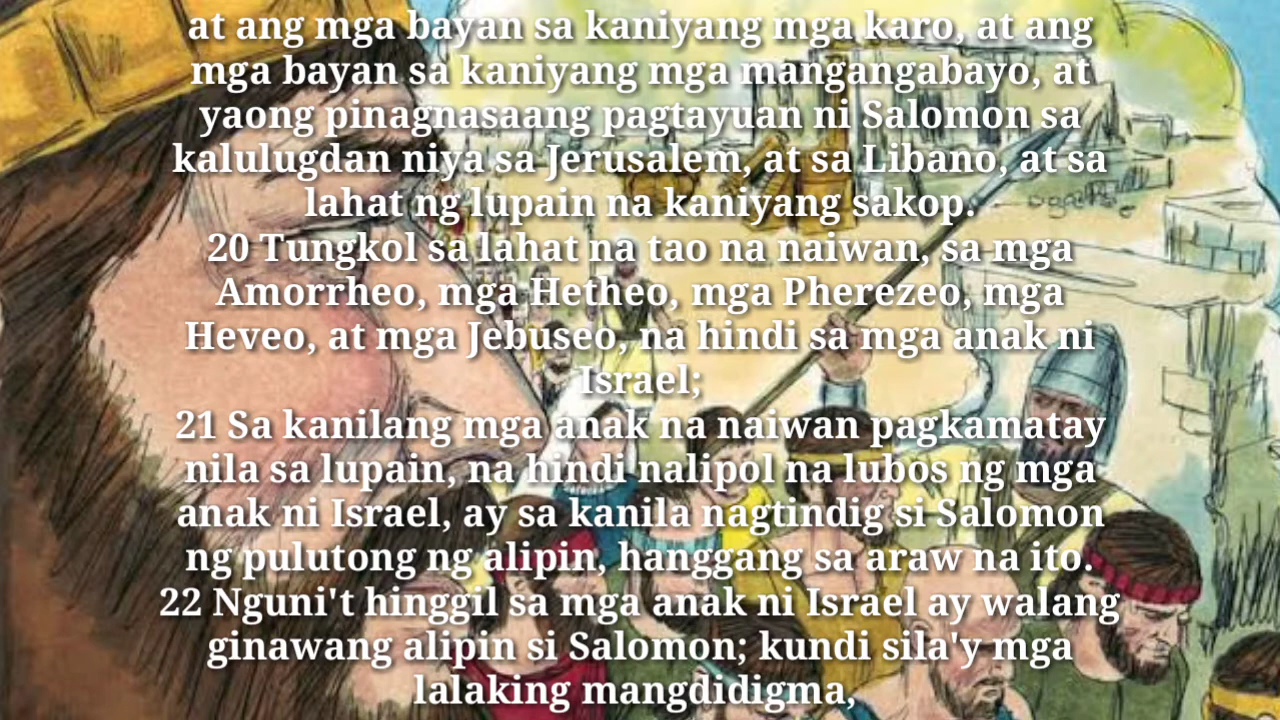 at ang mga bayan sa kaniyang mga karo, at ang
mga bayan sa kaniyang mga mangangabayo, at
yaong pinagnasaang pagtayuan ni Salomon sa
kalulugdan niya sa Jerusalem, at sa Libano, at sa
lahat ng lupain na kaniyang sakop.
20 Tungkol sa lahat na tao na naiwan, sa mga
Amorrheo, mga Hetheo, mga Pherezeo, mga
Heveo, at mga Jebuseo, na hindi sa mga anak ni
Israel;
21 Sa kanilang mga anak na naiwan pagkamatay
nila sa lupain, na hindi nalipol na lubos ng mga
anak ni Israel, ay sa kanila nagtindig si Salomon
ng pulutong ng alipin, hanggang sa araw na ito.
22 Nguni't hinggil sa mga anak ni Israel ay walang
ginawang alipin si Salomon; kundi sila'y mga
lalaking mangdidigma,